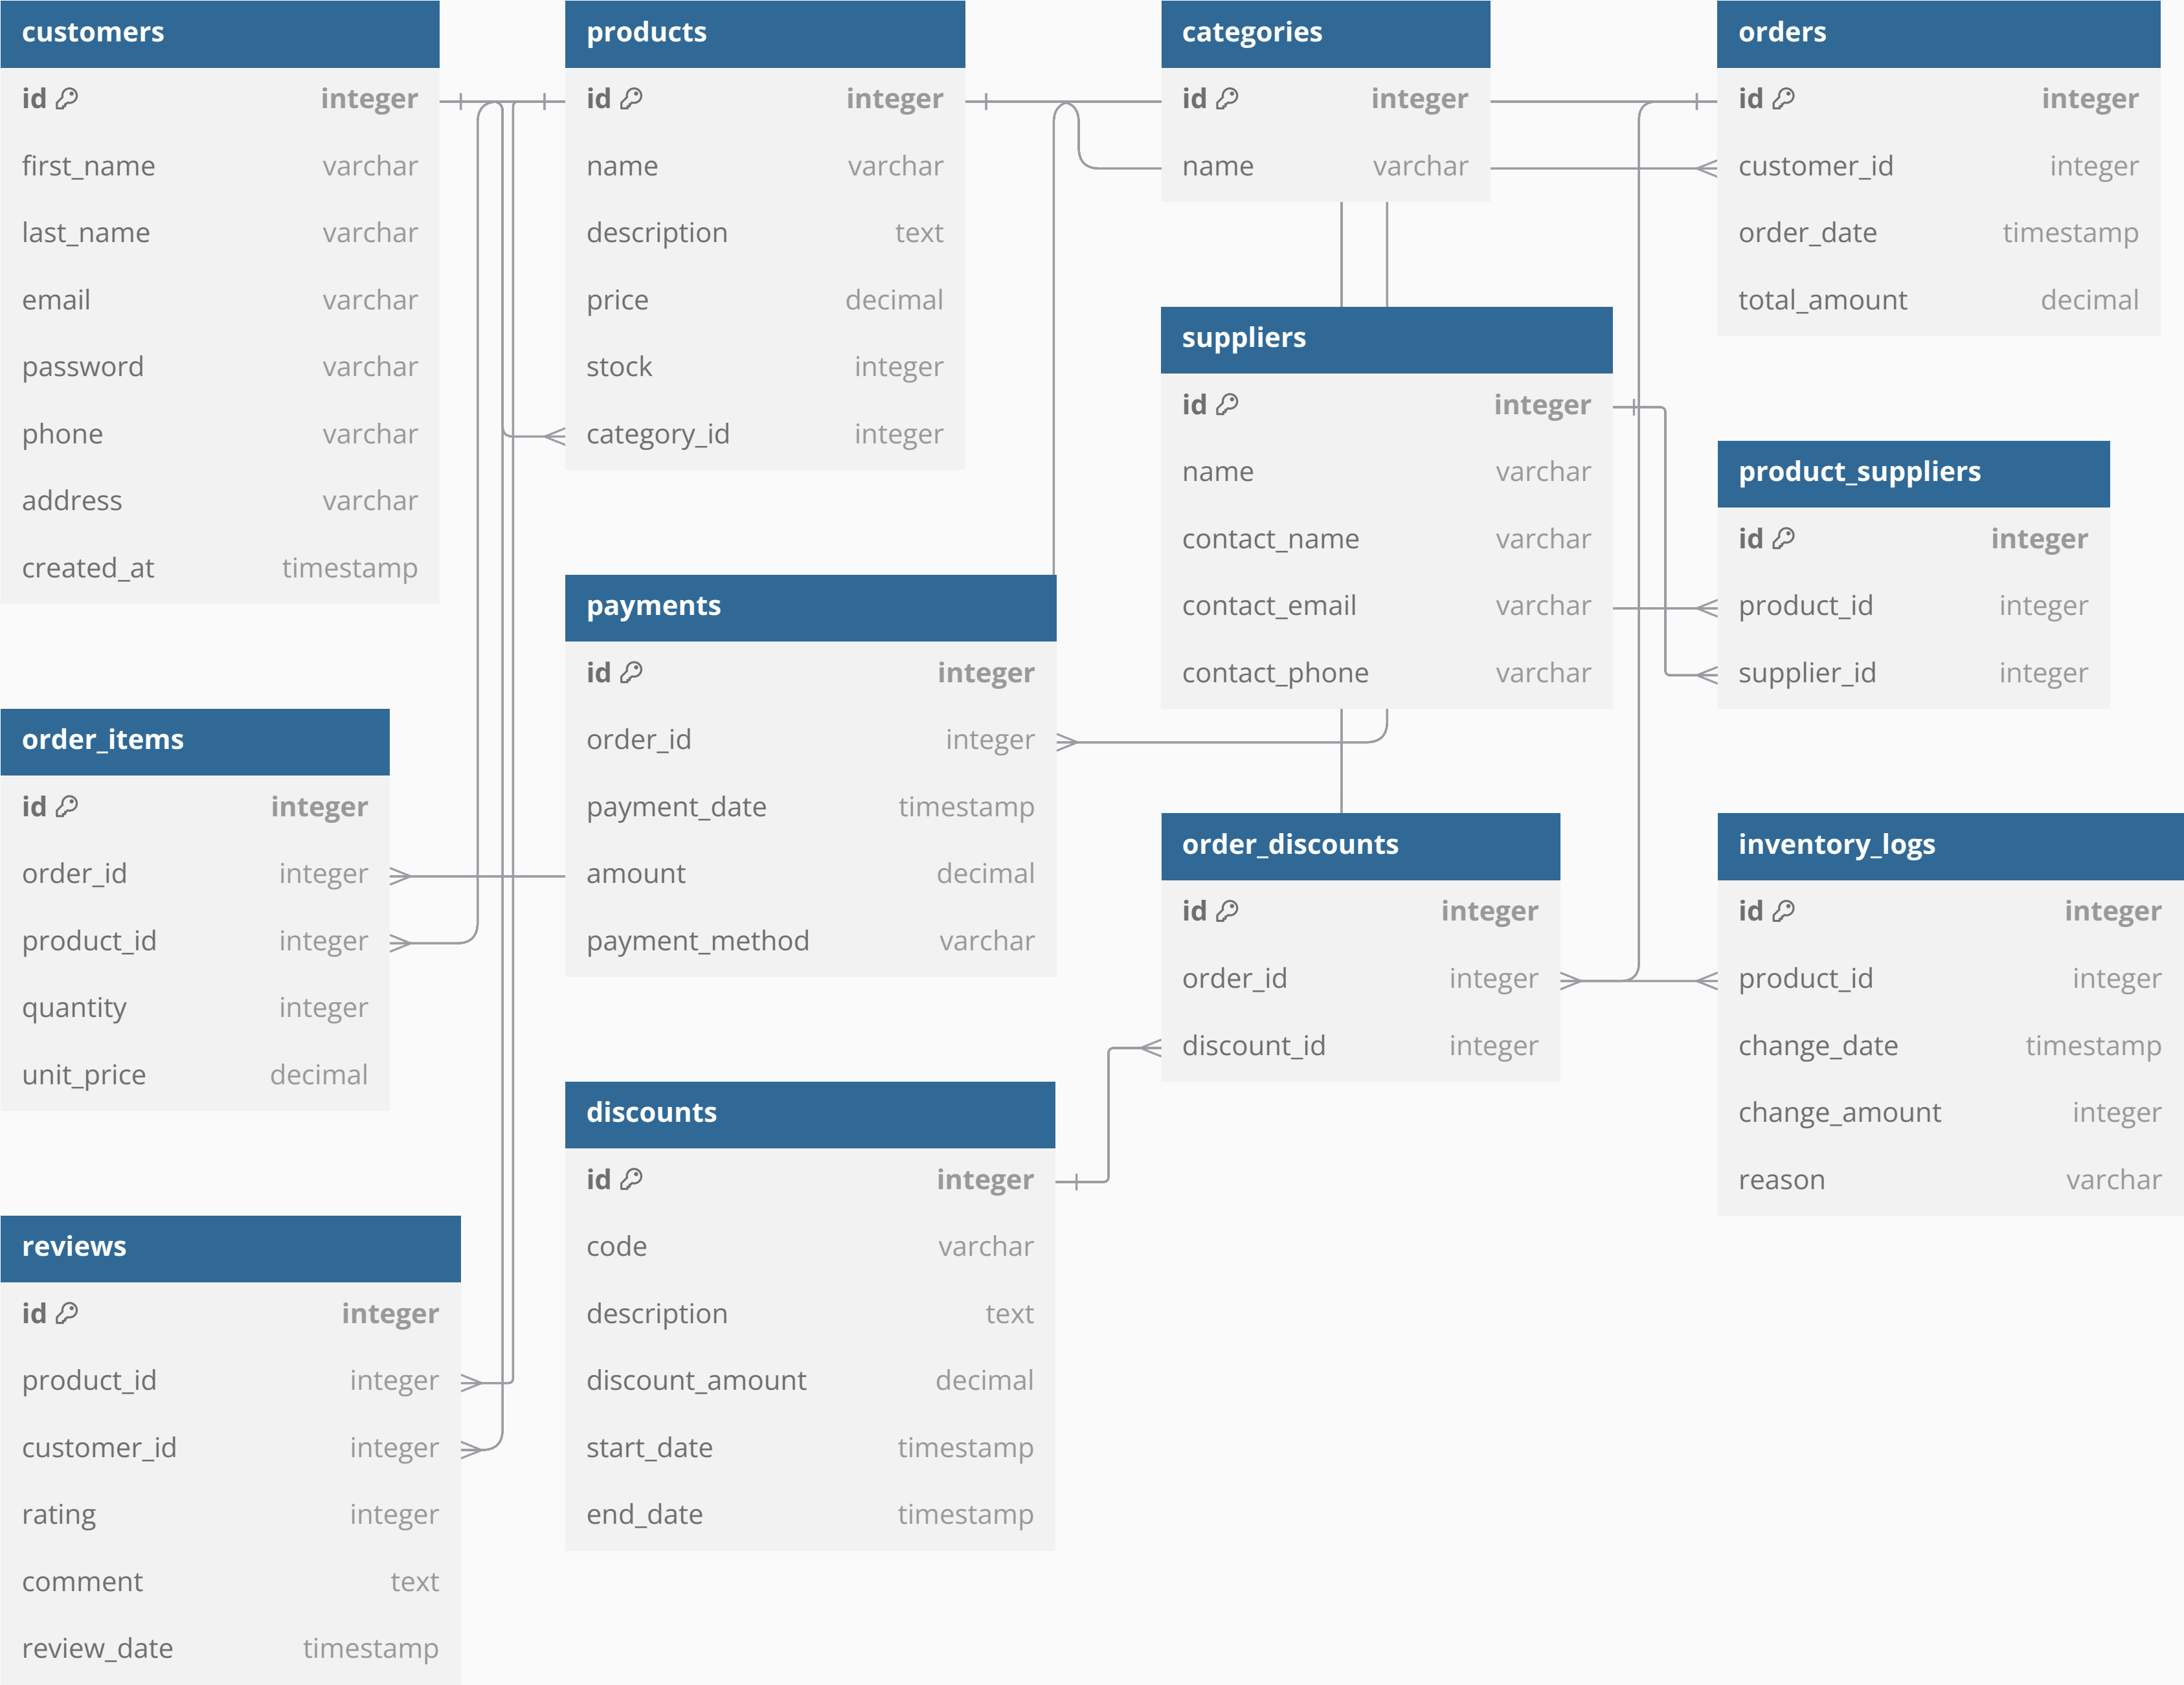 customers
id integer
first_name varchar
last_name varchar
email varchar
password varchar
phone varchar
address varchar
created_at timestamp
products
id integer
name varchar
description text
price decimal
stock integer
category_id integer
categories
id integer
name varchar
orders
id integer
customer_id integer
order_date timestamp
total_amount decimal
suppliers
id integer
name varchar
contact_name varchar
contact_email varchar
contact_phone varchar
product_suppliers
id integer
product_id integer
supplier_id integer
payments
id integer
order_id integer
payment_date timestamp
amount decimal
payment_method varchar
order_items
id integer
order_id integer
product_id integer
quantity integer
unit_price decimal
order_discounts
id integer
order_id integer
discount_id integer
inventory_logs
id integer
product_id integer
change_date timestamp
change_amount integer
reason varchar
discounts
id integer
code varchar
description text
discount_amount decimal
start_date timestamp
end_date timestamp
reviews
id integer
product_id integer
customer_id integer
rating integer
comment text
review_date timestamp